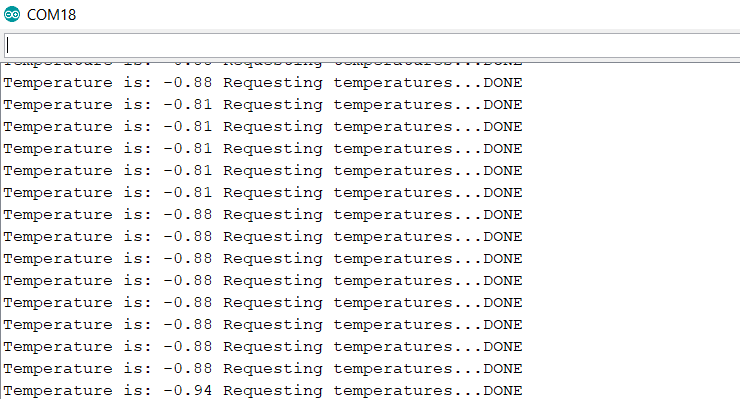 COM18
Temperature is: -0.88 Requesting temperatures...DONE
Temperature is: -0.81 Requesting temperatures...DONE
Temperature is: -0.81 Requesting temperatures...DONE
Temperature is: -0.81 Requesting temperatures...DONE
Temperature is: -0.81 Requesting temperatures...DONE
Temperature is: -0.81 Requesting temperatures...DONE
Temperature is: -0.88 Requesting temperatures...DONE
Temperature is: -0.88 Requesting temperatures...DONE
Temperature is: -0.88 Requesting temperatures...DONE
Temperature is: -0.88 Requesting temperatures...DONE
Temperature is: -0.88 Requesting temperatures...DONE
Temperature is: -0.88 Requesting temperatures...DONE
Temperature is: -0.88 Requesting temperatures...DONE
Temperature is: -0.88 Requesting temperatures...DONE
Temperature is: -0.94 Requesting temperatures...DONE